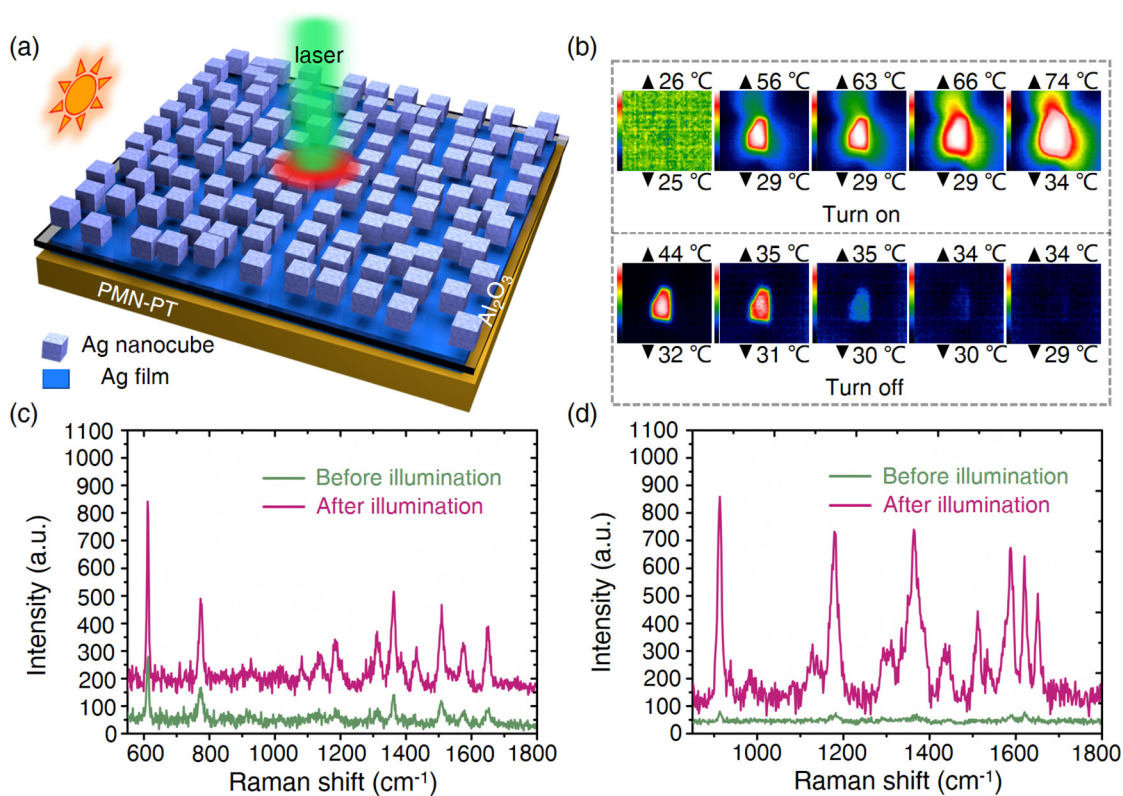 (a)
laser
PMN-PT
Al₂O₃
Ag nanocube
Ag film
(b)
▲26 ℃ ▲56 ℃ ▲63 ℃ ▲66 ℃ ▲74 ℃
▼25 ℃ ▼29 ℃ ▼29 ℃ ▼29 ℃ ▼34 ℃
Turn on
▲44 ℃ ▲35 ℃ ▲35 ℃ ▲34 ℃ ▲34 ℃
▼32 ℃ ▼31 ℃ ▼30 ℃ ▼30 ℃ ▼29 ℃
Turn off
(c)
1100
1000
900
800
700
600
500
400
300
200
100
0
Intensity (a.u.)
Before illumination
After illumination
600 800 1000 1200 1400 1600 1800
Raman shift (cm⁻¹)
(d)
1100
1000
900
800
700
600
500
400
300
200
100
0
Intensity (a.u.)
Before illumination
After illumination
1000 1200 1400 1600 1800
Raman shift (cm⁻¹)